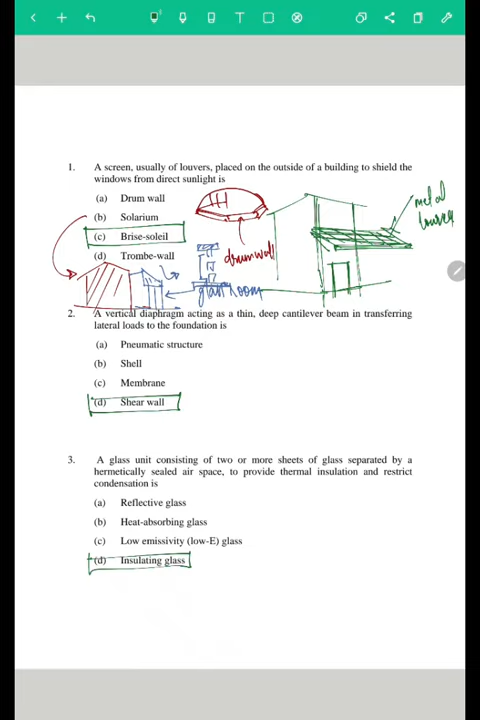 1. A screen, usually of louvers, placed on the outside of a building to shield the
windows from direct sunlight is
(a) Drum wall
(b) Solarium
(c) Brise-soleil
(d) Trombe-wall
metal
louvers
drumwall
glass room
2. A vertical diaphragm acting as a thin, deep cantilever beam in transferring
lateral loads to the foundation is
(a) Pneumatic structure
(b) Shell
(c) Membrane
(d) Shear wall
3. A glass unit consisting of two or more sheets of glass separated by a
hermetically sealed air space, to provide thermal insulation and restrict
condensation is
(a) Reflective glass
(b) Heat-absorbing glass
(c) Low emissivity (low-E) glass
(d) Insulating glass